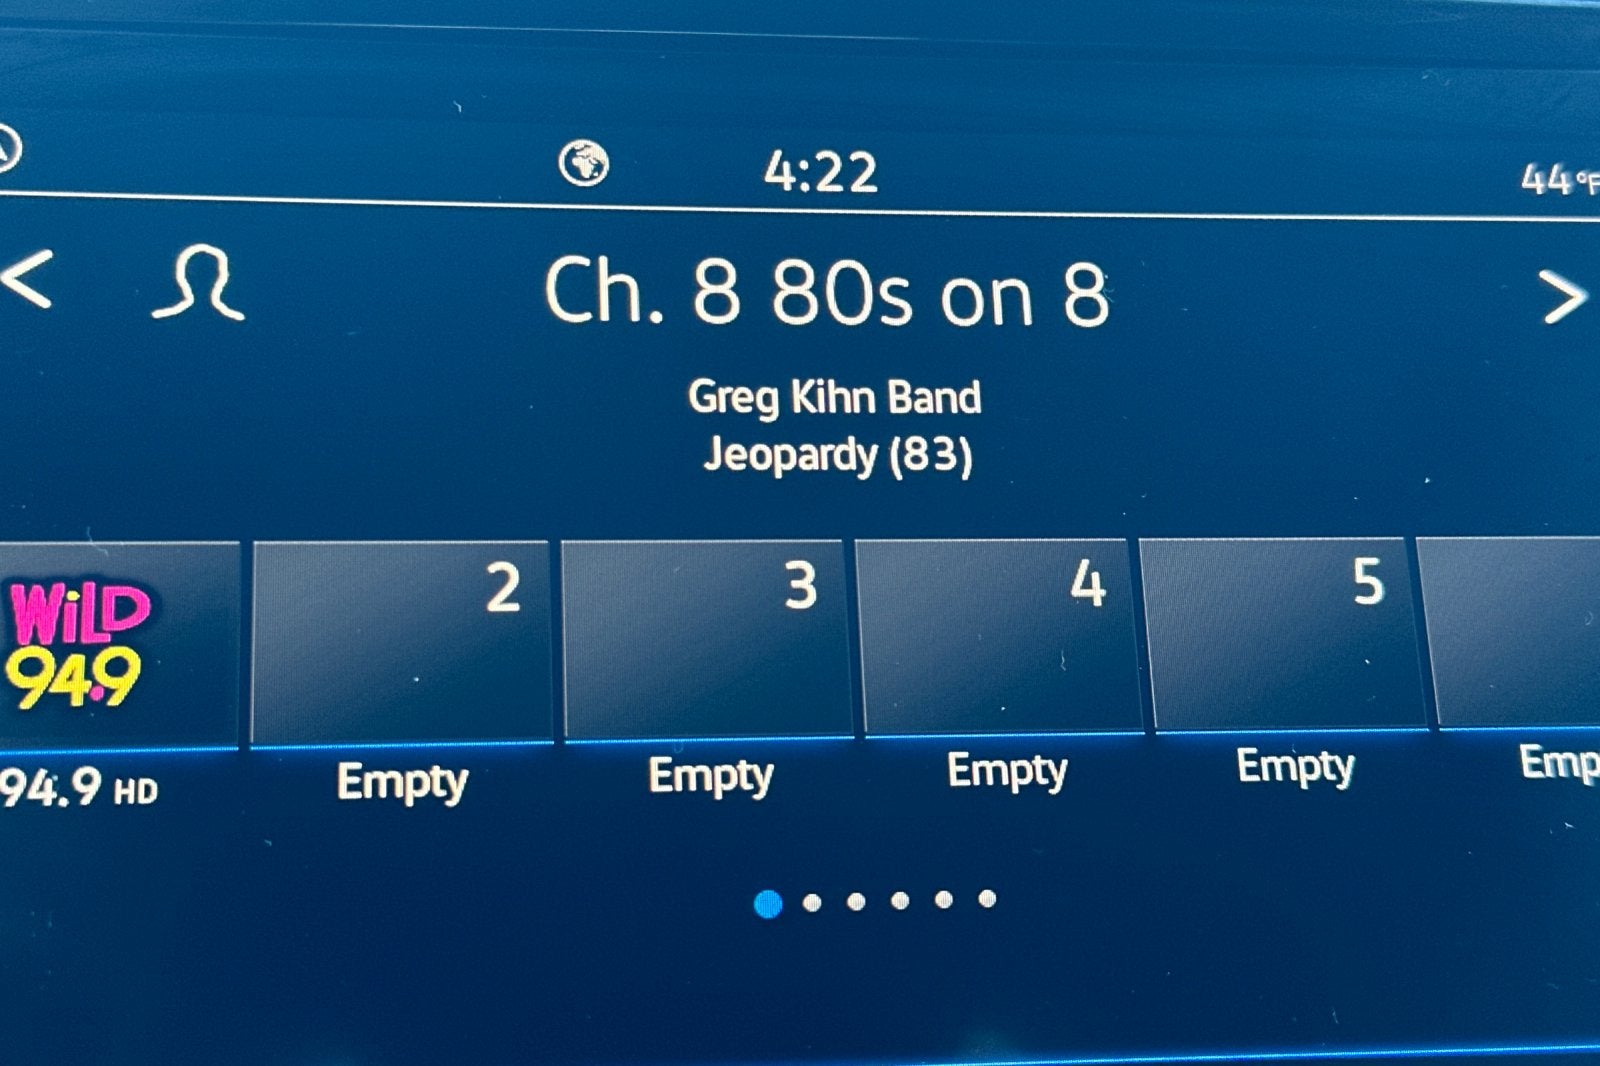 4:22
44°F
Ch. 8 80s on 8
Greg Kihn Band
Jeopardy (83)
WiLD
94.9
2
3
4
5
94.9 HD
Empty
Empty
Empty
Empty